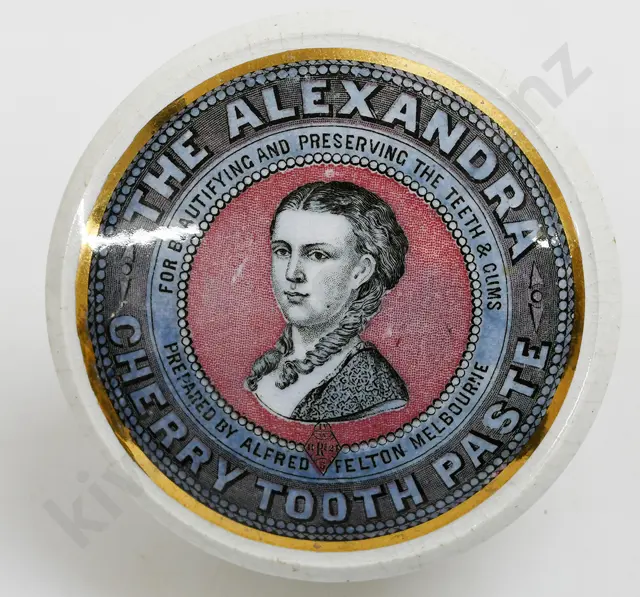 THE ALEXANDRA
FOR BEAUTIFYING AND PRESERVING THE TEETH & GUMS
PREPARED BY ALFRED FELTON MELBOURNE
CHERRY TOOTH PASTE